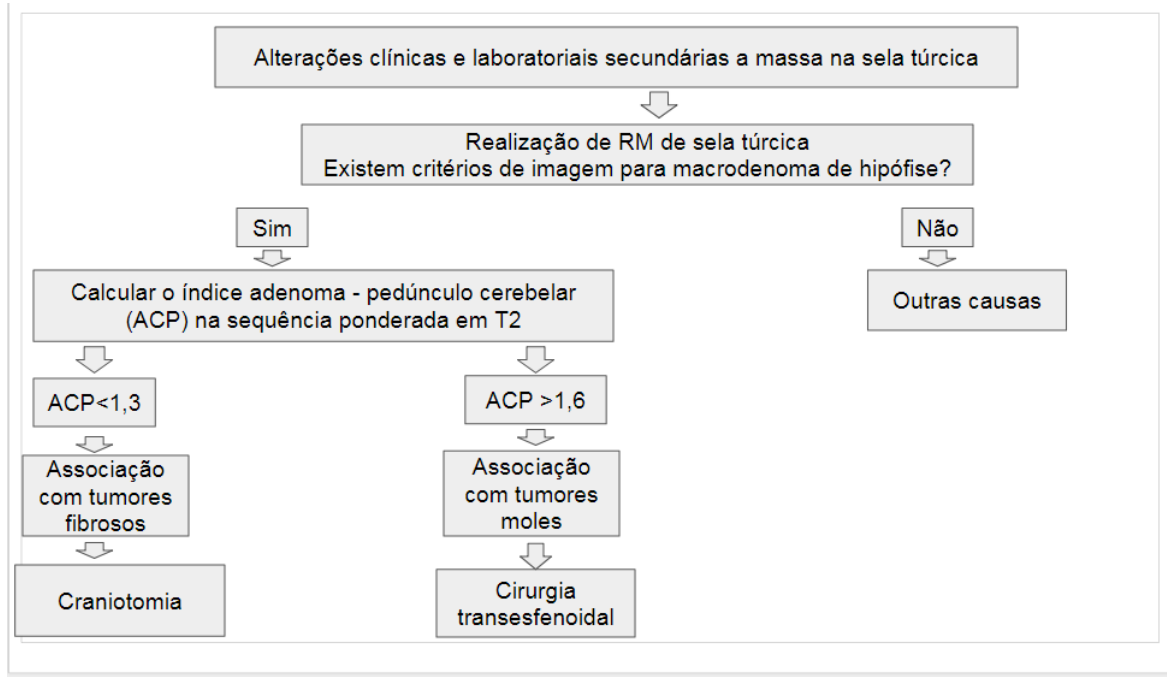 Alterações clínicas e laboratoriais secundárias a massa na sela túrcica
Realização de RM de sela túrcica
Existem critérios de imagem para macrodenoma de hipófise?
Sim
Não
Calcular o índice adenoma - pedúnculo cerebelar
(ACP) na sequência ponderada em T2
Outras causas
ACP<1,3
ACP >1,6
Associação
com tumores
fibrosos
Associação
com tumores
moles
Craniotomia
Cirurgia
transesfenoidal